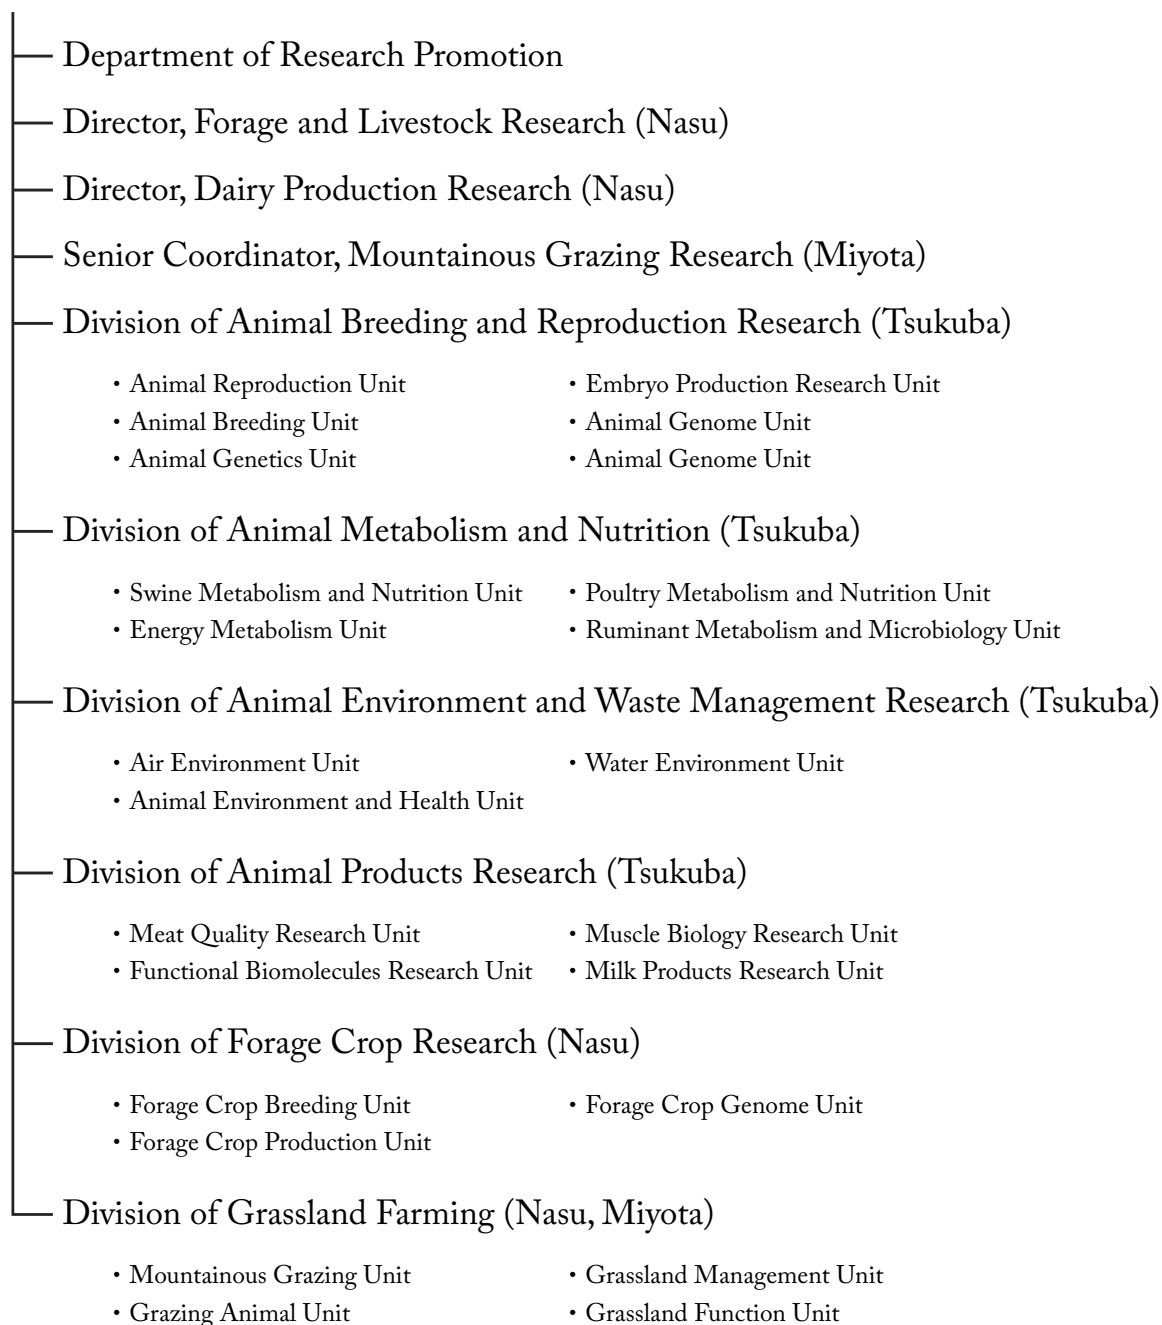 Department of Research Promotion
Director, Forage and Livestock Research (Nasu)
Director, Dairy Production Research (Nasu)
Senior Coordinator, Mountainous Grazing Research (Miyota)
Division of Animal Breeding and Reproduction Research (Tsukuba)
・Animal Reproduction Unit ・Embryo Production Research Unit
・Animal Breeding Unit ・Animal Genome Unit
・Animal Genetics Unit ・Animal Genome Unit
Division of Animal Metabolism and Nutrition (Tsukuba)
・Swine Metabolism and Nutrition Unit ・Poultry Metabolism and Nutrition Unit
・Energy Metabolism Unit ・Ruminant Metabolism and Microbiology Unit
Division of Animal Environment and Waste Management Research (Tsukuba)
・Air Environment Unit ・Water Environment Unit
・Animal Environment and Health Unit
Division of Animal Products Research (Tsukuba)
・Meat Quality Research Unit ・Muscle Biology Research Unit
・Functional Biomolecules Research Unit ・Milk Products Research Unit
Division of Forage Crop Research (Nasu)
・Forage Crop Breeding Unit ・Forage Crop Genome Unit
・Forage Crop Production Unit
Division of Grassland Farming (Nasu, Miyota)
・Mountainous Grazing Unit ・Grassland Management Unit
・Grazing Animal Unit ・Grassland Function Unit